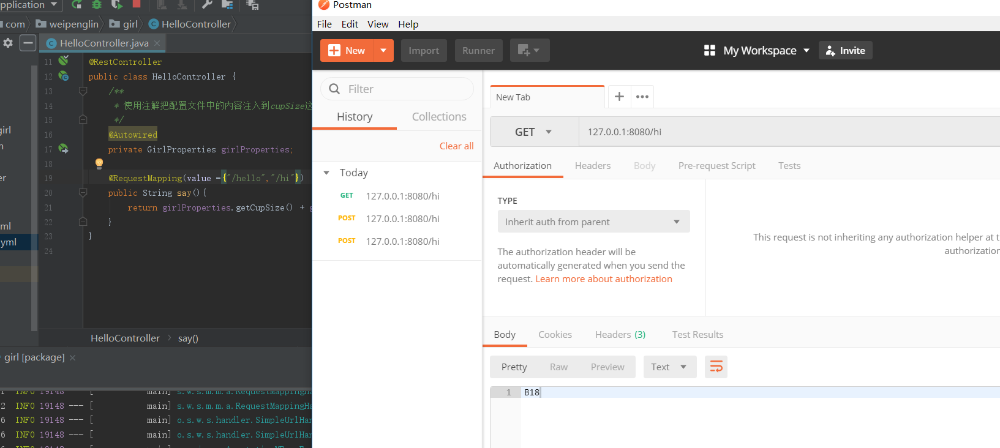 pplication
com
weipenglin
girl
HelloController
HelloController.java
11 @RestController
12 public class HelloController {
13 /**
14 * 使用注解把配置文件中的内容注入到cupSize这
15 */
16 @Autowired
17 private GirlProperties girlProperties;
18
19 @RequestMapping(value ={"/hello","/hi"})
20 public String say(){
21 return girlProperties.getCupSize() + g
22 }
23 }
24
irl
n
er
ml
yml
HelloController > say()
girl [package]
1 INFO 19148 --- [ main] s.w.s.m.m.a.RequestMappingHa
2 INFO 19148 --- [ main] s.w.s.m.m.a.RequestMappingHa
6 INFO 19148 --- [ main] o.s.w.s.handler.SimpleUrlHan
6 INFO 19148 --- [ main] o.s.w.s.handler.SimpleUrlHan
Postman
File Edit View Help
New
Import
Runner
My Workspace
Invite
Filter
History
Collections
Clear all
Today
GET 127.0.0.1:8080/hi
POST 127.0.0.1:8080/hi
POST 127.0.0.1:8080/hi
New Tab
GET
127.0.0.1:8080/hi
Authorization Headers Body Pre-request Script Tests
TYPE
Inherit auth from parent
The authorization header will be
automatically generated when you send the
request. Learn more about authorization
This request is not inheriting any authorization helper at t
authorization
Body Cookies Headers (3) Test Results
Pretty Raw Preview Text
1 B18